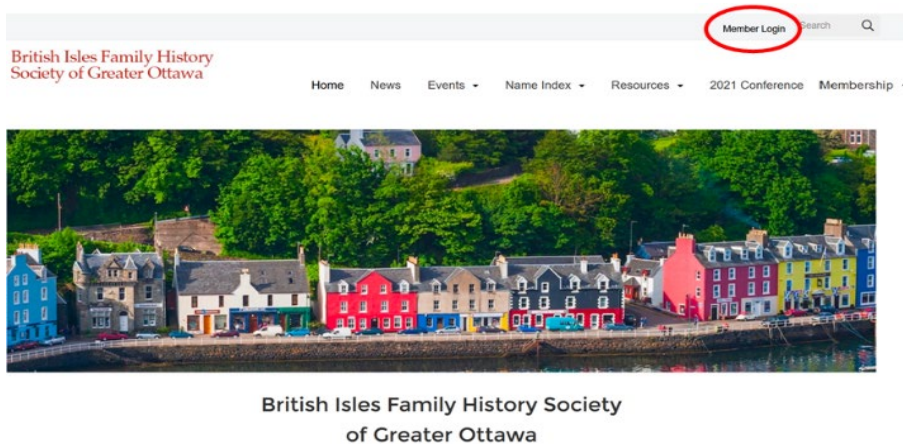 Member Login Search
British Isles Family History
Society of Greater Ottawa
Home News Events Name Index Resources 2021 Conference Membership
British Isles Family History Society
of Greater Ottawa